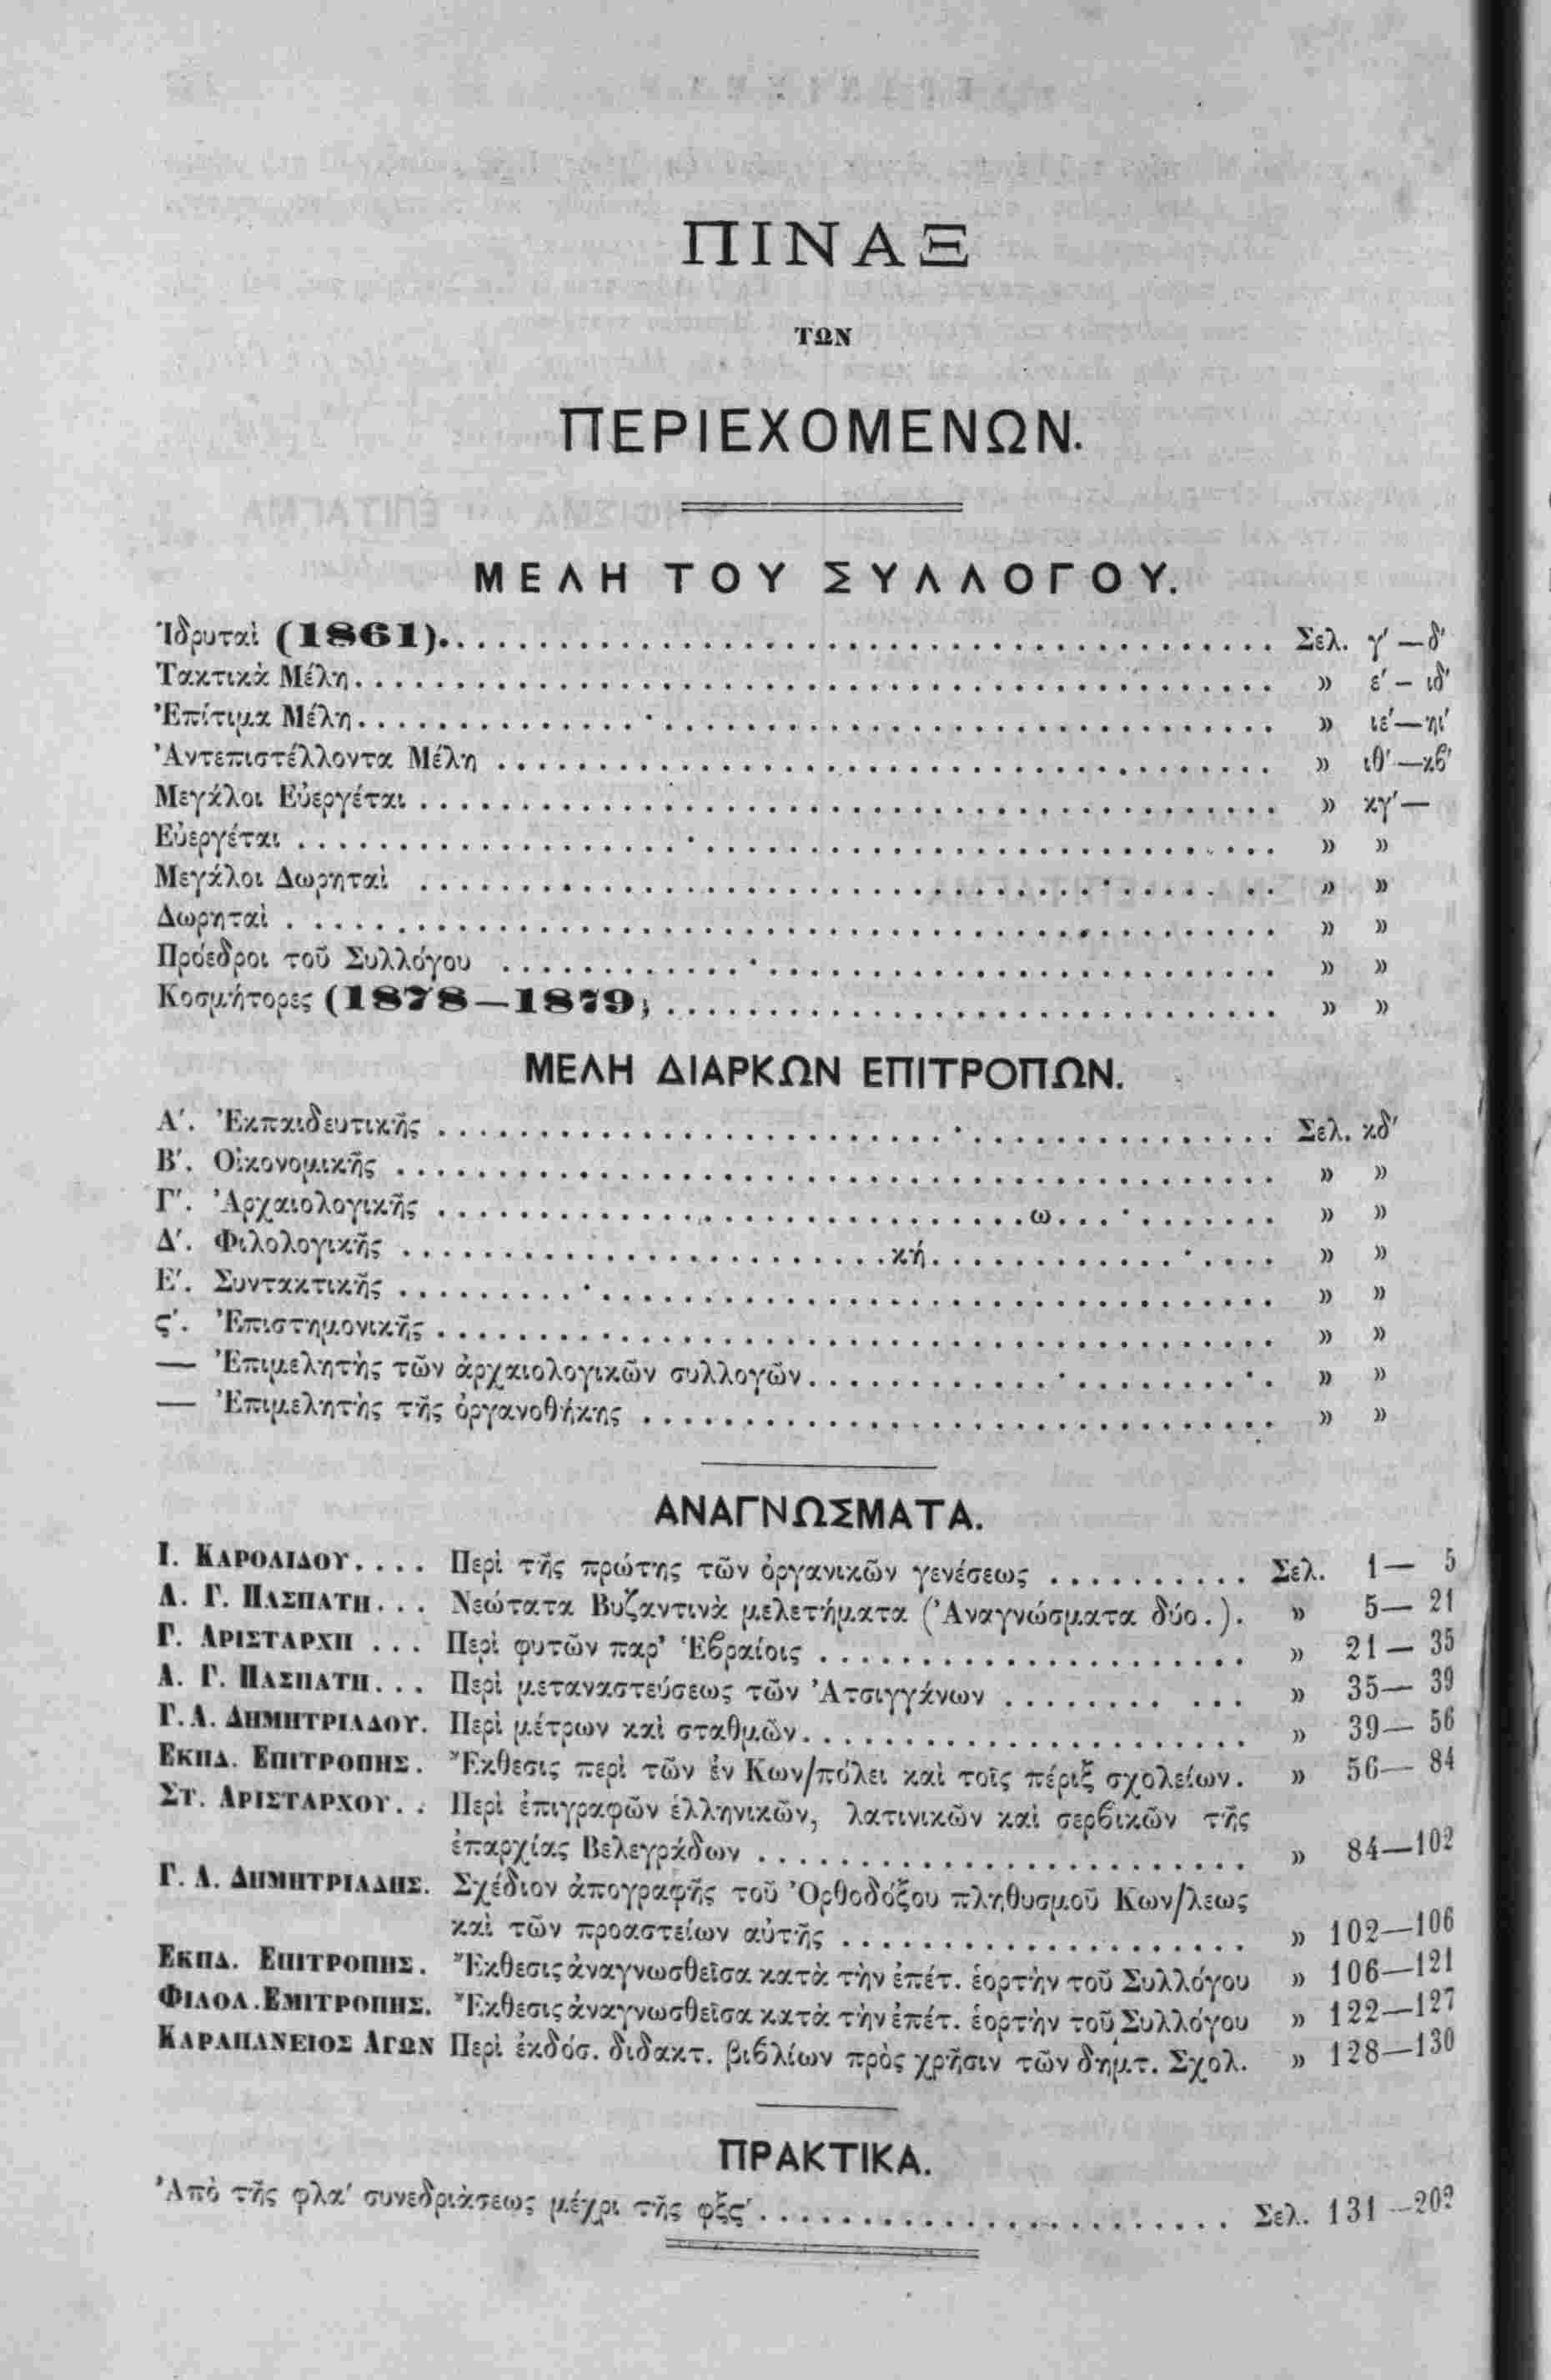 ΠΙΝΑΞ
ΤΩΝ
ΠΕΡΙΕΧΟΜΕΝΩΝ.
ΜΕΛΗ ΤΟΥ ΣΥΛΛΟΓΟΥ.
Ἱδρυταὶ (1861). . . . . Σελ. γ′ — δ′
Τακτικὰ Μέλη . . . . . » ε′ — ιδ′
Ἐπίτιμα Μέλη . . . . . » ιε′ — ηι′
Ἀντεπιστέλλοντα Μέλη . . . . . » ιθ′ — κβ′
Μεγάλοι Εὐεργέται . . . . . » κγ′ —
Εὐεργέται . . . . . » »
Μεγάλοι Δωρηταὶ . . . . . » »
Δωρηταὶ . . . . . » »
Πρόεδροι τοῦ Συλλόγου . . . . . » »
Κοσμήτορες (1878—1879) . . . . . » »
ΜΕΛΗ ΔΙΑΡΚΩΝ ΕΠΙΤΡΟΠΩΝ.
Α′. Ἐκπαιδευτικῆς . . . . . Σελ. κδ′
Β′. Οἰκονομικῆς . . . . . » »
Γ′. Ἀρχαιολογικῆς . . . . . ω . . . . . » »
Δ′. Φιλολογικῆς . . . . . κή . . . . . » »
Ε′. Συντακτικῆς . . . . . » »
ς′. Ἐπιστημονικῆς . . . . . » »
— Ἐπιμελητὴς τῶν ἀρχαιολογικῶν συλλογῶν . . . . . » »
— Ἐπιμελητὴς τῆς ὀργανοθήκης . . . . . » »
ΑΝΑΓΝΩΣΜΑΤΑ.
Ι. ΚΑΡΟΛΙΔΟΥ. . . . Περὶ τῆς πρώτης τῶν ὀργανικῶν γενέσεως . . . . . Σελ. 1— 5
Α. Γ. ΠΑΣΠΑΤΗ. . . Νεώτατα Βυζαντινὰ μελετήματα (Ἀναγνώσματα δύο.). » 5— 21
Γ. ΑΡΙΣΤΑΡΧΗ . . . Περὶ φυτῶν παρ' Ἑβραίοις . . . . . » 21— 35
Α. Γ. ΠΑΣΠΑΤΗ. . . Περὶ μεταναστεύσεως τῶν Ἀτσιγγάνων . . . . . » 35— 39
Γ. Α. ΔΗΜΗΤΡΙΑΔΟΥ. Περὶ μέτρων καὶ σταθμῶν . . . . . » 39— 56
ΕΚΠΔ. ΕΠΙΤΡΟΠΗΣ. Ἔκθεσις περὶ τῶν ἐν Κων/πόλει καὶ τοῖς πέριξ σχολείων. » 56— 84
ΣΤ. ΑΡΙΣΤΑΡΧΟΥ. . Περὶ ἐπιγραφῶν ἑλληνικῶν, λατινικῶν καὶ σερβικῶν τῆς
ἐπαρχίας Βελεγράδων . . . . . » 84—102
Γ. Α. ΔΗΜΗΤΡΙΑΔΗΣ. Σχέδιον ἀπογραφῆς τοῦ Ὀρθοδόξου πληθυσμοῦ Κων/λεως
καὶ τῶν προαστείων αὐτῆς . . . . . » 102—106
ΕΚΠΔ. ΕΠΙΤΡΟΠΗΣ. Ἔκθεσις ἀναγνωσθεῖσα κατὰ τὴν ἐπέτ. ἑορτὴν τοῦ Συλλόγου » 106—121
ΦΙΛΟΛ. ΕΜΙΤΡΟΠΗΣ. Ἔκθεσις ἀναγνωσθεῖσα κατὰ τὴν ἐπέτ. ἑορτὴν τοῦ Συλλόγου » 122—127
ΚΑΡΑΠΑΝΕΙΟΣ ΑΓΩΝ Περὶ ἐκδόσ. διδακτ. βιβλίων πρὸς χρῆσιν τῶν δημτ. Σχολ. » 128—130
ΠΡΑΚΤΙΚΑ.
Ἀπὸ τῆς φλα′ συνεδριάσεως μέχρι τῆς φξς′ . . . . . Σελ. 131—202